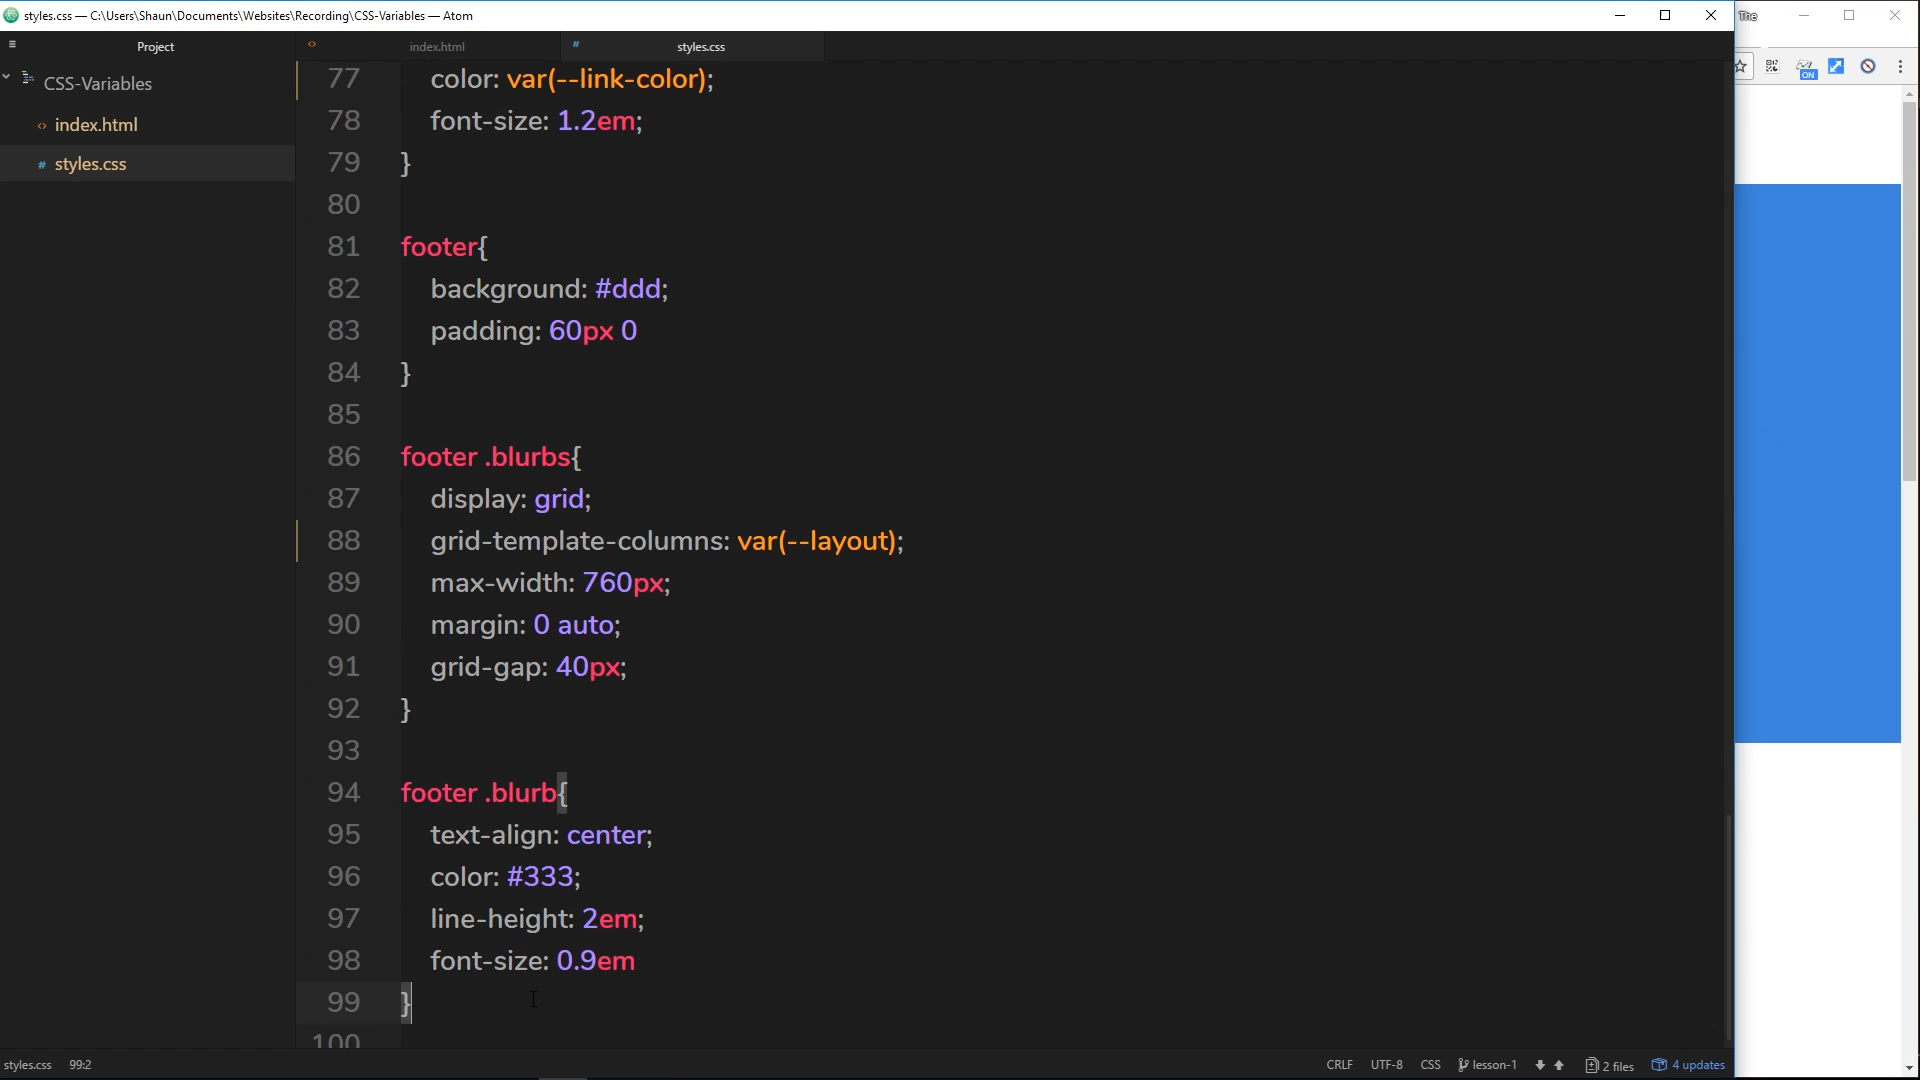 styles.css — C:\Users\Shaun\Documents\Websites\Recording\CSS-Variables — Atom
The
Project
index.html
styles.css
CSS-Variables
index.html
styles.css
ON
77 color: var(--link-color);
78 font-size: 1.2em;
79 }
80
81 footer{
82 background: #ddd;
83 padding: 60px 0
84 }
85
86 footer .blurbs{
87 display: grid;
88 grid-template-columns: var(--layout);
89 max-width: 760px;
90 margin: 0 auto;
91 grid-gap: 40px;
92 }
93
94 footer .blurb{
95 text-align: center;
96 color: #333;
97 line-height: 2em;
98 font-size: 0.9em
99 }
100
styles.css 99:2 CRLF UTF-8 CSS lesson-1 2 files 4 updates